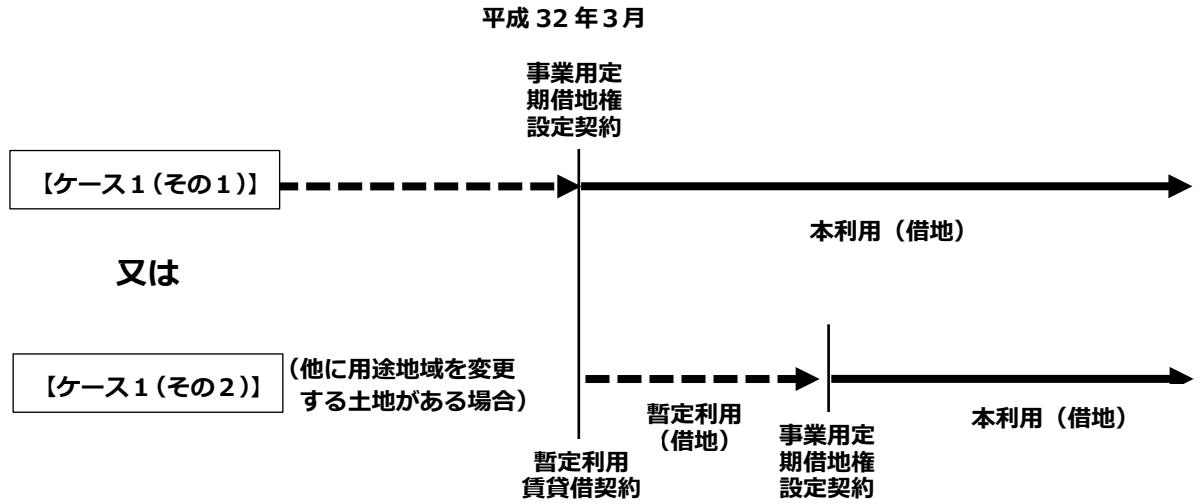 平成 32 年３月
事業用定
期借地権
設定契約
【ケース１（その１）】
本利用（借地）
又は
【ケース１（その２）】
（他に用途地域を変更
する土地がある場合）
暫定利用
（借地）
本利用（借地）
暫定利用
賃貸借契約
事業用定
期借地権
設定契約